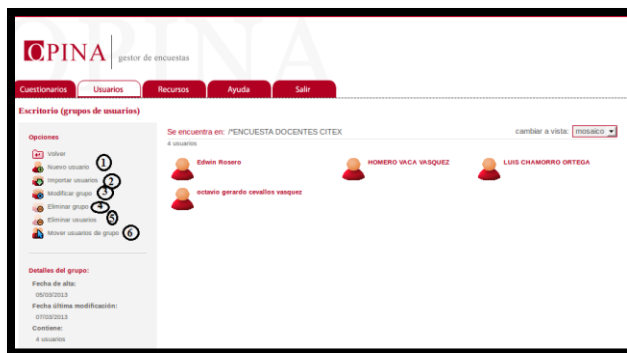 OPINA gestor de encuestas
Cuestionarios Usuarios Recursos Ayuda Salir
Escritorio (grupos de usuarios)
Opciones
Volver
Nuevo usuario 1
Importar usuarios 2
Modificar grupo 3
Eliminar grupo 4
Eliminar usuarios 5
Mover usuarios de grupo 6
Detalles del grupo:
Fecha de alta:
05/03/2013
Fecha última modificación:
07/03/2013
Contiene:
4 usuarios
Se encuentra en: /*ENCUESTA DOCENTES CITEX
cambiar a vista: mosaico
4 usuarios
Edwin Rosero
HOMERO VACA VASQUEZ
LUIS CHAMORRO ORTEGA
octavio gerardo cevallos vasquez